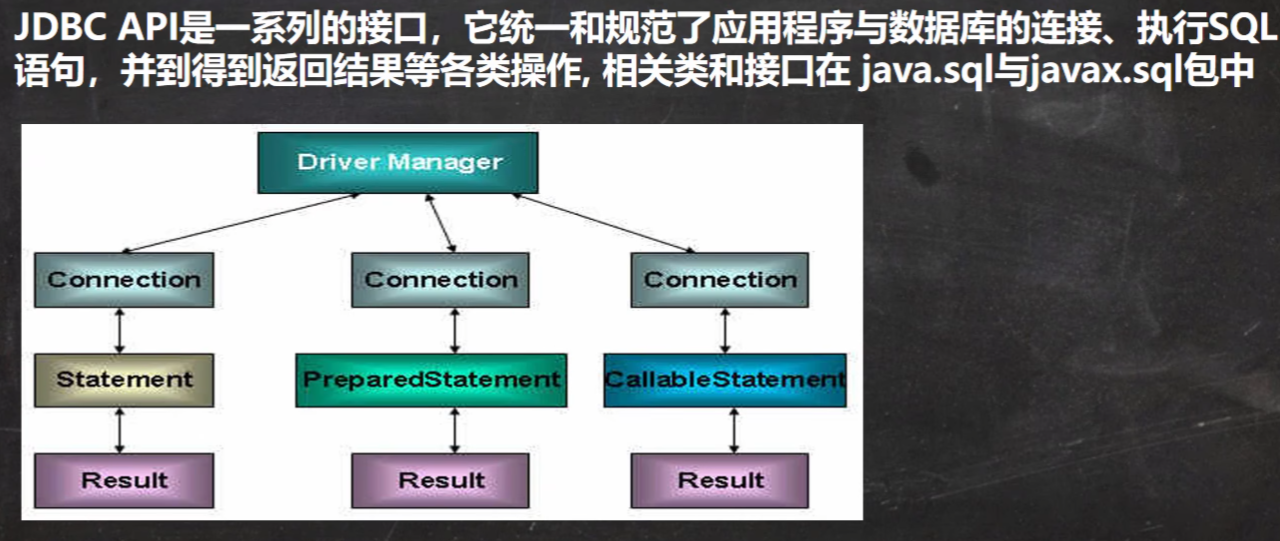 JDBC API是一系列的接口，它统一和规范了应用程序与数据库的连接、执行SQL
语句，并到得到返回结果等各类操作, 相关类和接口在 java.sql与javax.sql包中
Driver Manager
Connection Connection Connection
Statement PreparedStatement CallableStatement
Result Result Result